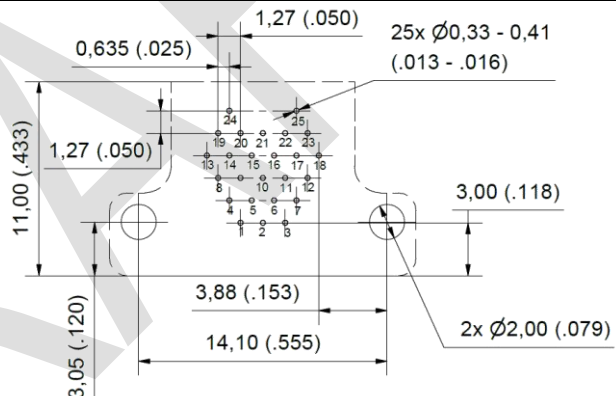 1,27 (.050)
0,635 (.025)
25x Ø0,33 - 0,41
(.013 - .016)
24 25
19 20 21 22 23
1,27 (.050)
13 14 15 16 17 18
8 10 11 12
11,00 (.433)
3,00 (.118)
4 5 6 7
1 2 3
3,88 (.153)
14,10 (.555)
2x Ø2,00 (.079)
3,05 (.120)